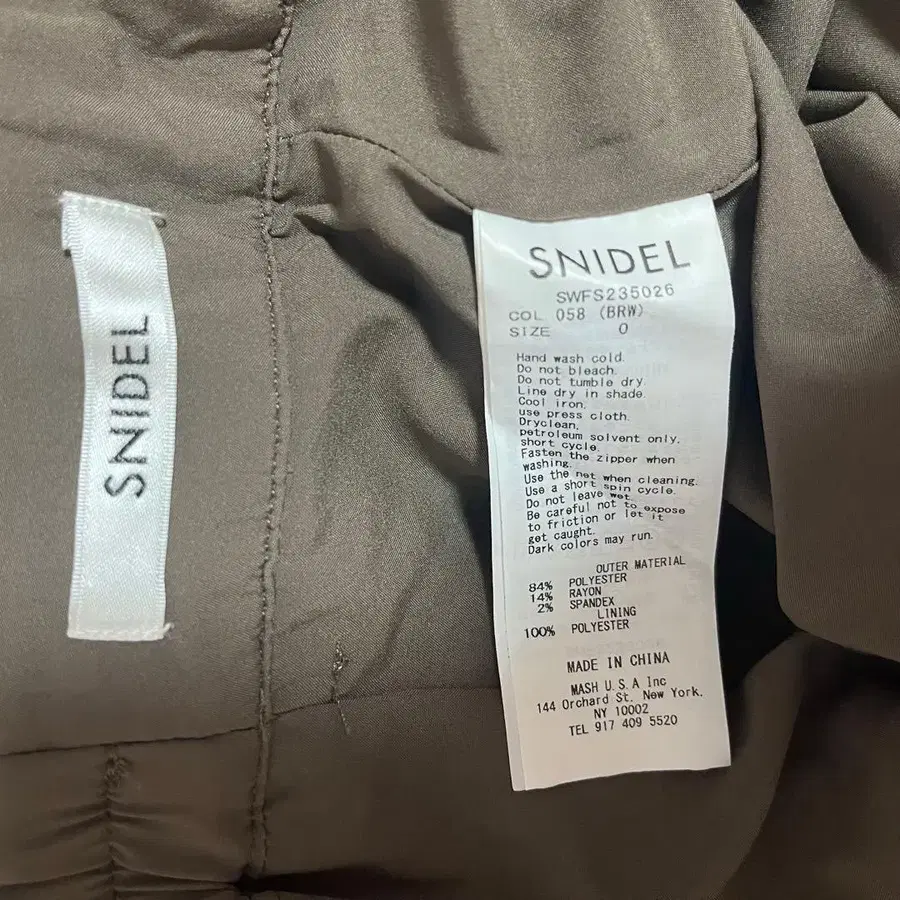 SNIDEL
SNIDEL
SWFS235026
COL 058 (BRW)
SIZE 0
Hand wash cold.
Do not bleach.
Do not tumble dry.
Line dry in shade.
Cool iron,
use press cloth.
Dryclean,
petroleum solvent only,
short cycle.
Fasten the zipper when
washing.
Use the net when cleaning.
Use a short spin cycle.
Do not leave wet.
Be careful not to expose
to friction or let it
get caught.
Dark colors may run.
OUTER MATERIAL
84% POLYESTER
14% RAYON
2% SPANDEX
LINING
100% POLYESTER
MADE IN CHINA
MASH U.S.A Inc
144 Orchard St. New York,
NY 10002
TEL 917 409 5520